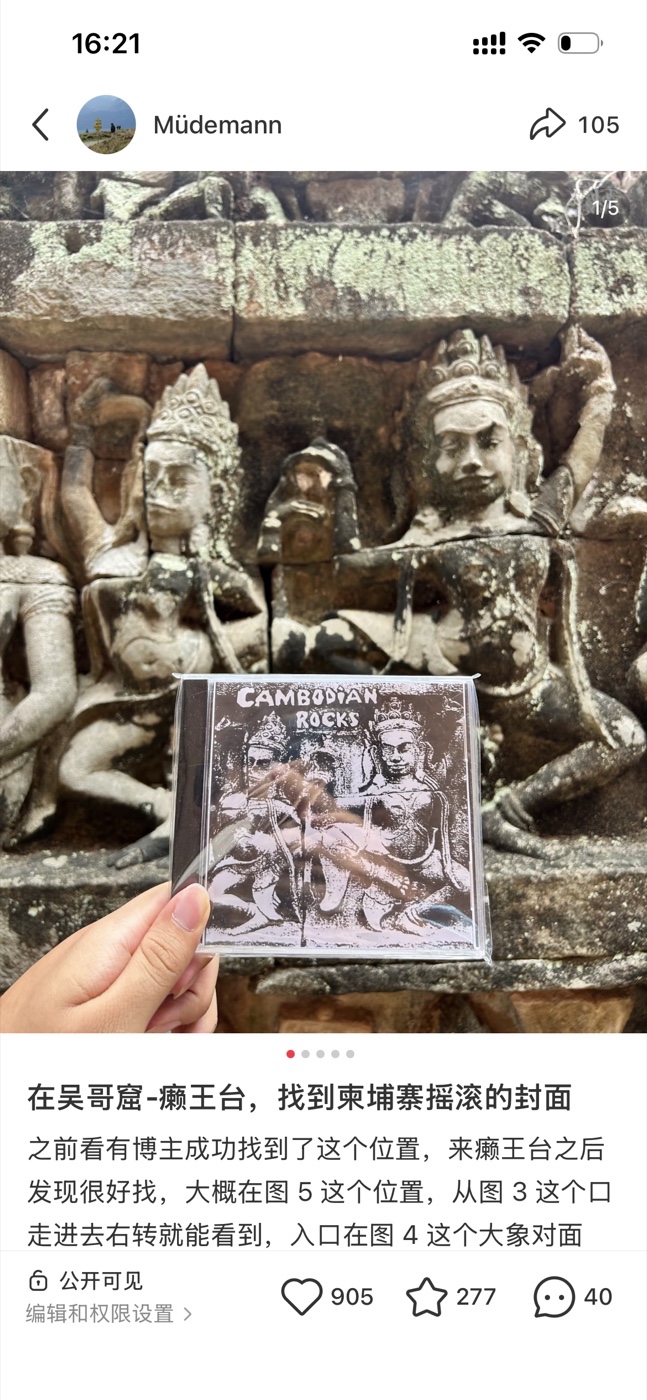 16:21
Müdemann
105
1/5
CAMBODIAN
ROCKS
在吴哥窟-癞王台，找到柬埔寨摇滚的封面
之前看有博主成功找到了这个位置，来癞王台之后
发现很好找，大概在图 5 这个位置，从图 3 这个口
走进去右转就能看到，入口在图 4 这个大象对面
公开可见
编辑和权限设置
905
277
40